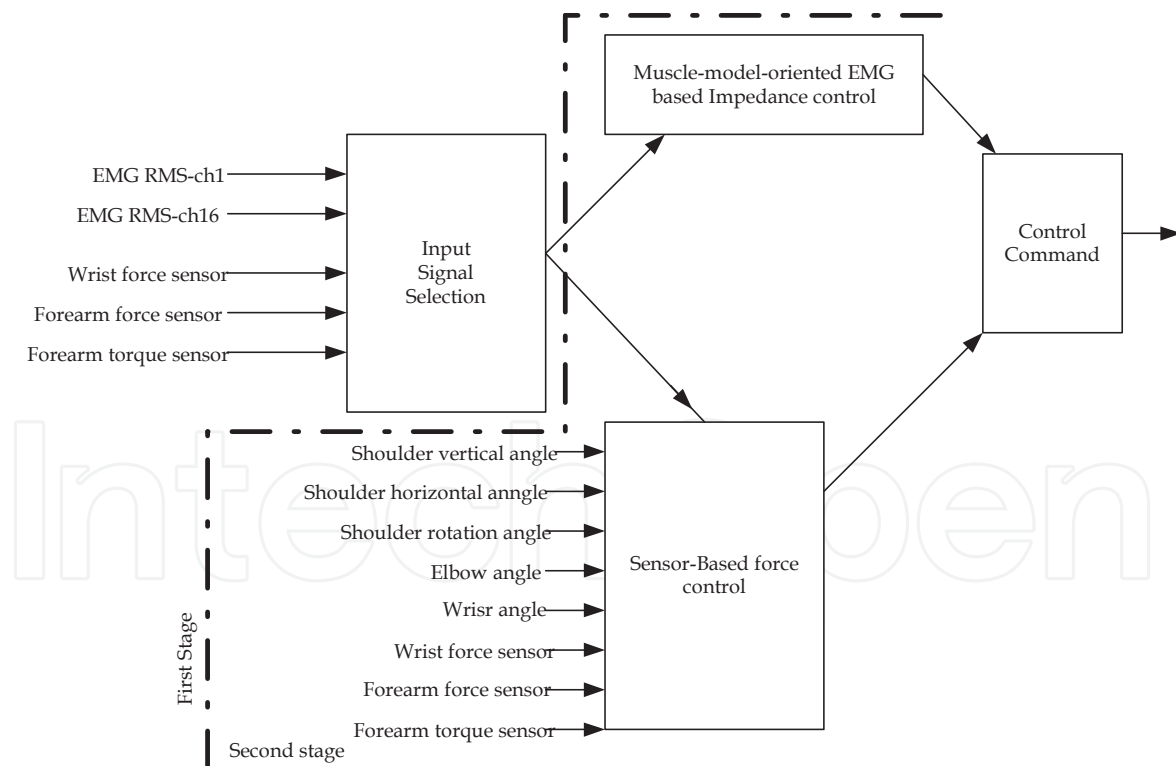 Muscle-model-oriented EMG
based Impedance control
EMG RMS-ch1
EMG RMS-ch16
Wrist force sensor
Forearm force sensor
Forearm torque sensor
Input
Signal
Selection
Control
Command
Shoulder vertical angle
Shoulder horizontal anngle
Shoulder rotation angle
Elbow angle
Wrisr angle
Wrist force sensor
Forearm force sensor
Forearm torque sensor
Sensor-Based force
control
First Stage
Second stage
IntechOpen